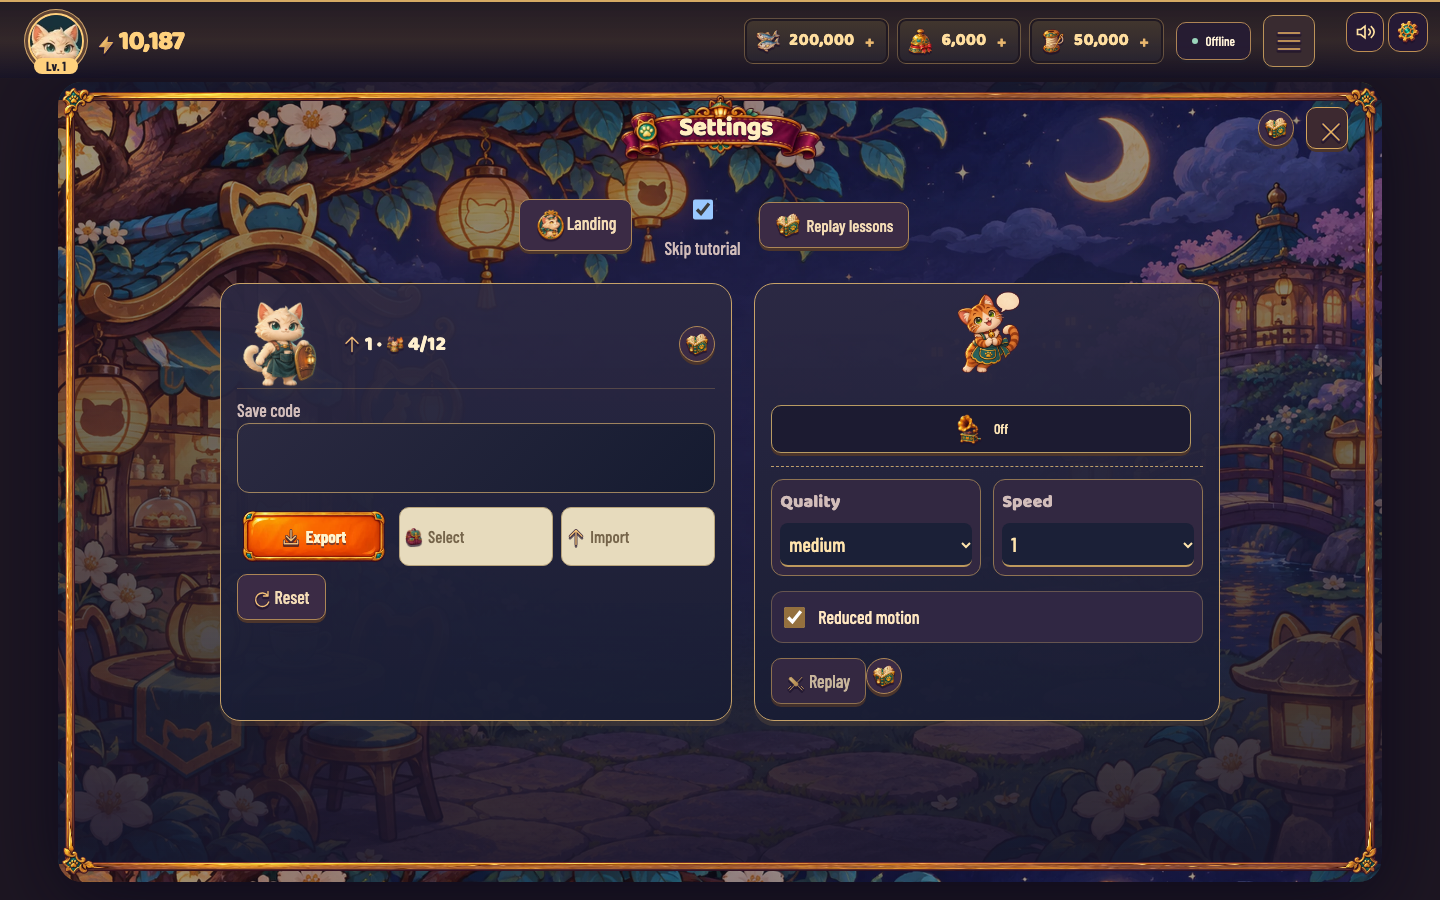 Lv. 1
10,187
200,000 +
6,000 +
50,000 +
Offline
Settings
Landing
Skip tutorial
Replay lessons
1 · 4/12
Save code
Export
Select
Import
Reset
Off
Quality
Speed
medium
1
Reduced motion
Replay